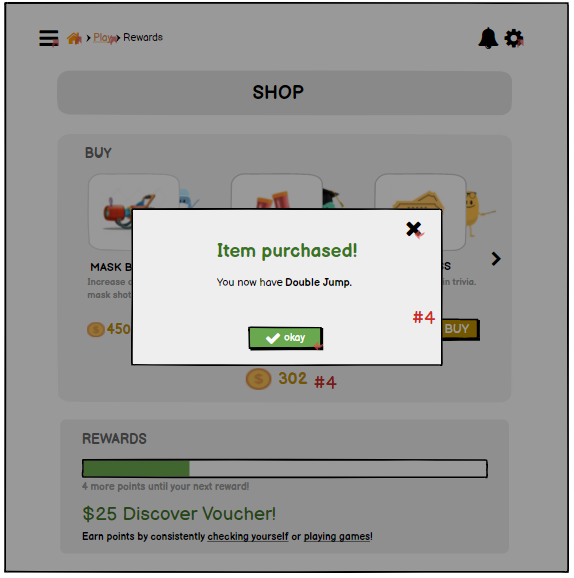 Play Rewards
SHOP
BUY
MASK B
Increase
mask shot
450
Item purchased!
You now have Double Jump.
okay
#4
in trivia.
BUY
302 #4
REWARDS
4 more points until your next reward!
$25 Discover Voucher!
Earn points by consistently checking yourself or playing games!